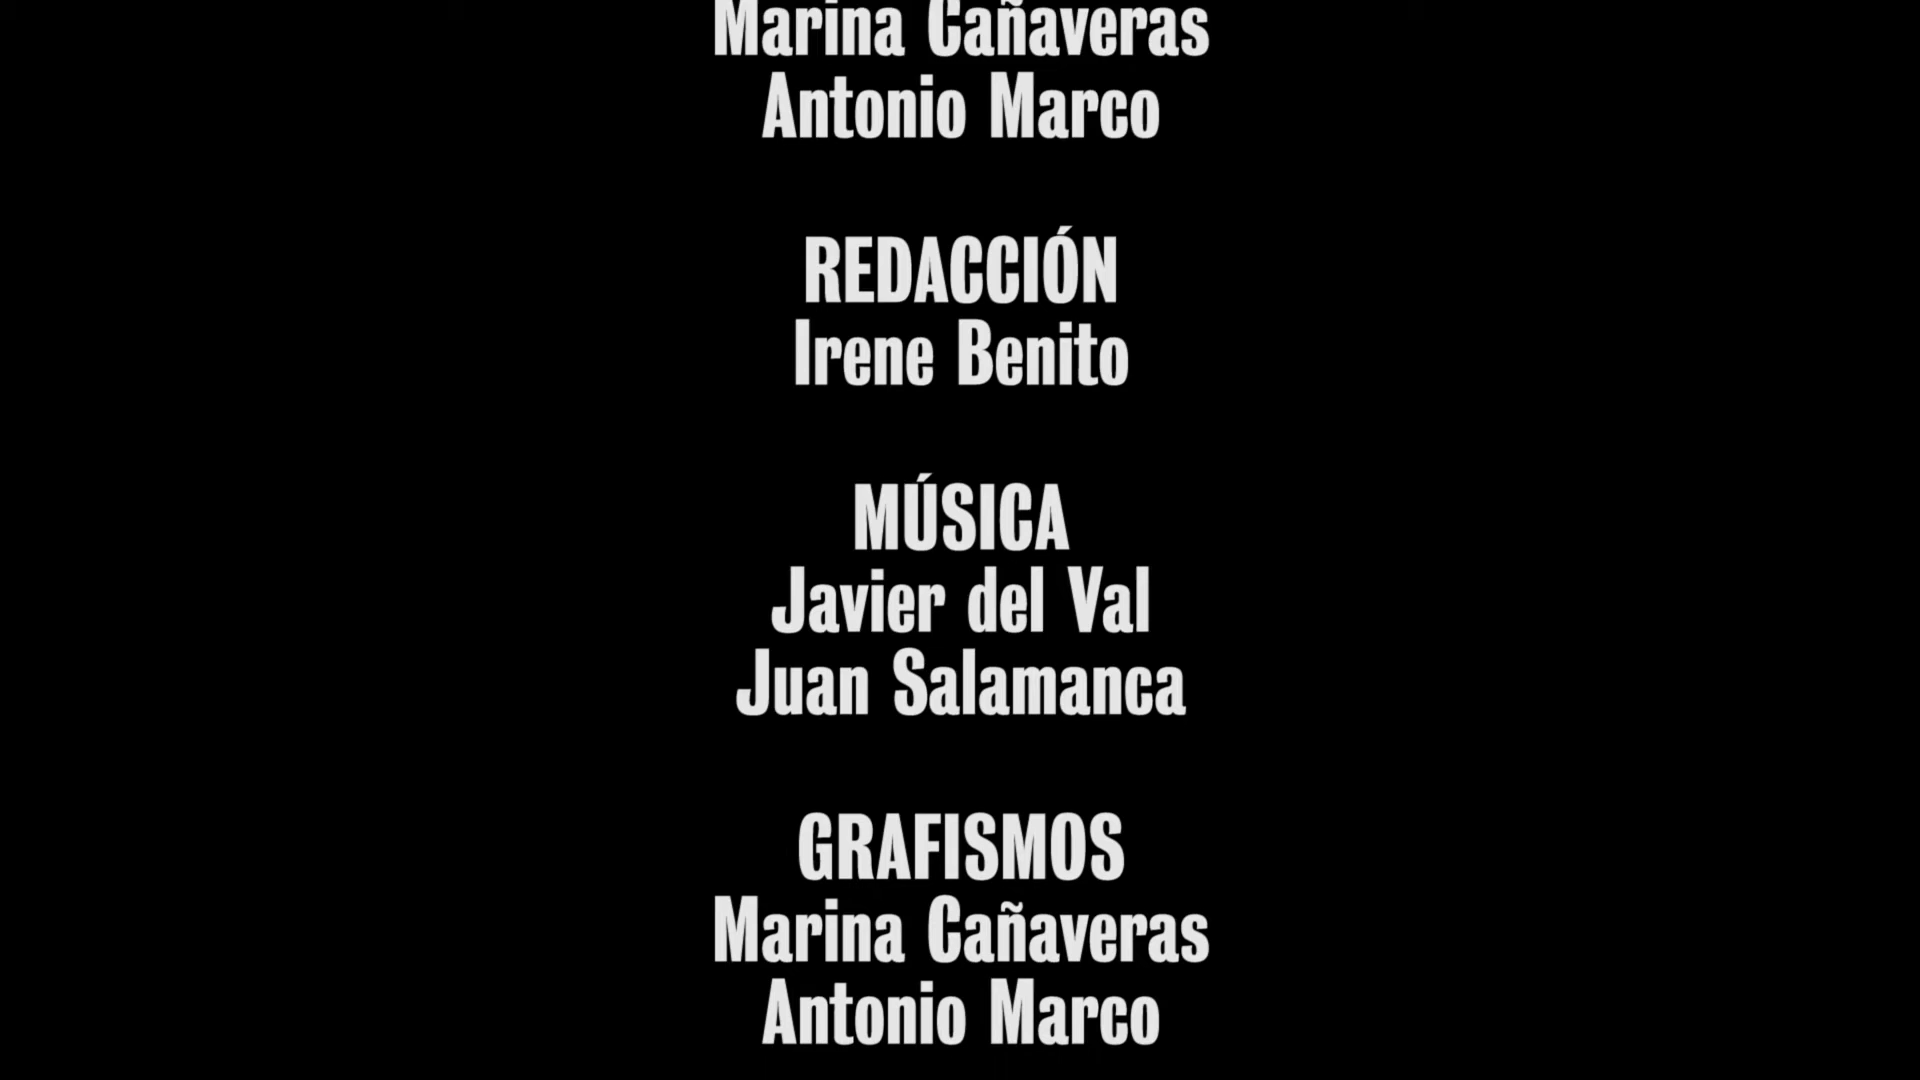 Marina Cañaveras
Antonio Marco
REDACCIÓN
Irene Benito
MÚSICA
Javier del Val
Juan Salamanca
GRAFISMOS
Marina Cañaveras
Antonio Marco